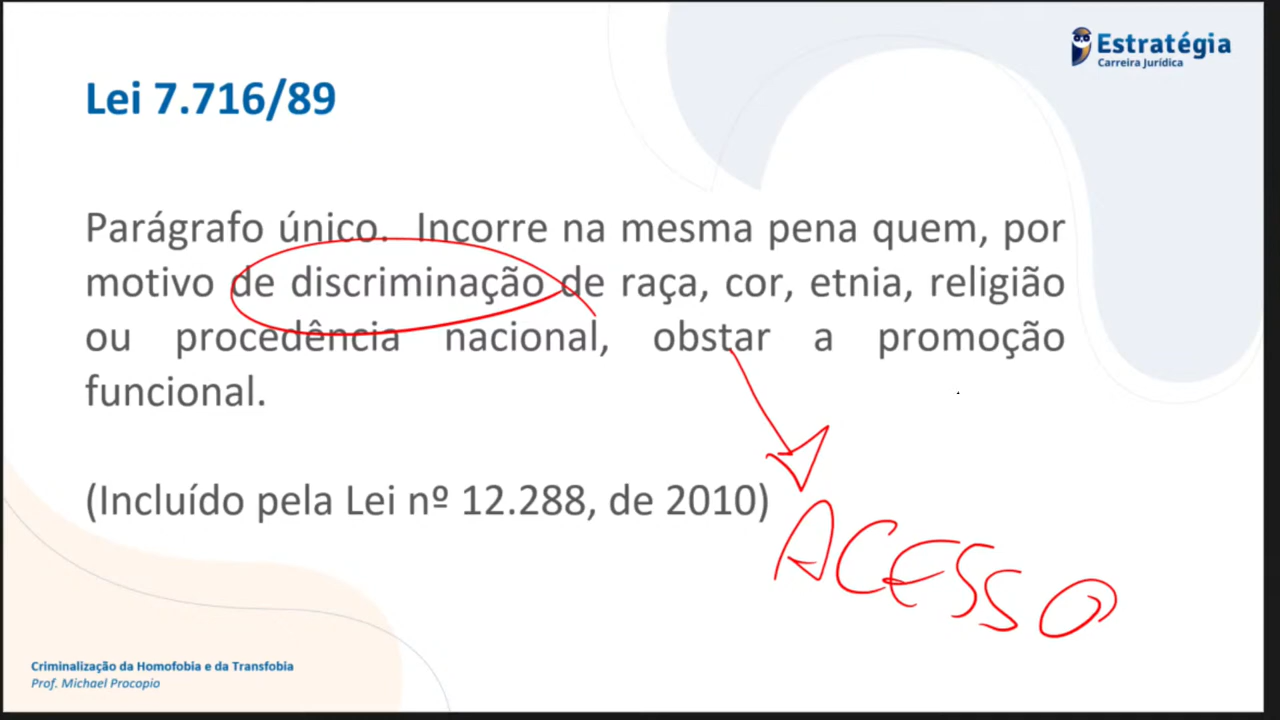 Estratégia
Carreira Jurídica
Lei 7.716/89
Parágrafo único. Incorre na mesma pena quem, por
motivo de discriminação de raça, cor, etnia, religião
ou procedência nacional, obstar a promoção
funcional.
(Incluído pela Lei nº 12.288, de 2010)
ACESSO
Criminalização da Homofobia e da Transfobia
Prof. Michael Procopio